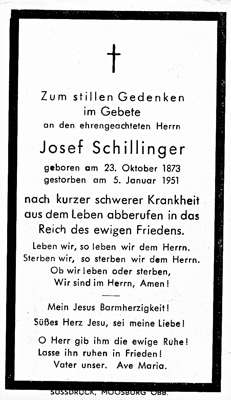 Zum stillen Gedenken
im Gebete
an den ehrengeachteten Herrn
Josef Schillinger
geboren am 23. Oktober 1873
gestorben am 5. Januar 1951
nach kurzer schwerer Krankheit
aus dem Leben abberufen in das
Reich des ewigen Friedens.
Leben wir, so leben wir dem Herrn.
Sterben wir, so sterben wir dem Herrn.
Ob wir leben oder sterben,
Wir sind im Herrn, Amen!
Mein Jesus Barmherzigkeit!
Süßes Herz Jesu, sei meine Liebe!
O Herr gib ihm die ewige Ruhe!
Lasse ihn ruhen in Frieden!
Vater unser. Ave Maria.
SÜSSDRUCK, MOOSBURG OBB.